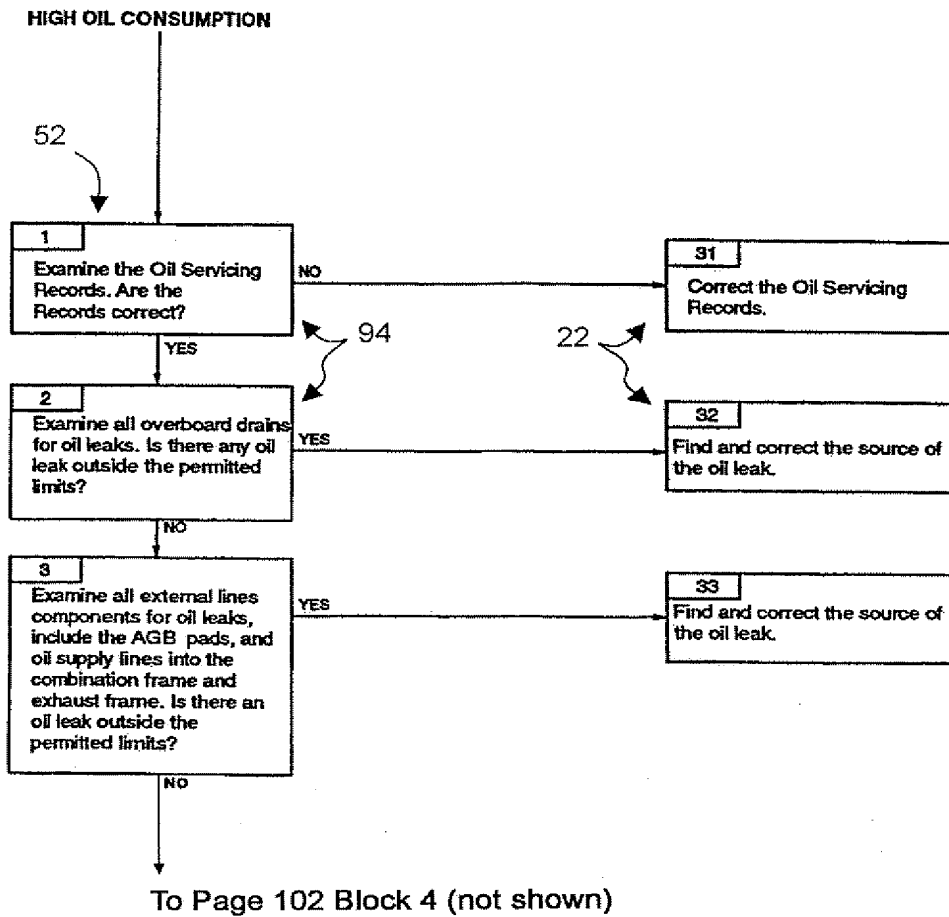 HIGH OIL CONSUMPTION
52
1
Examine the Oil Servicing
Records. Are the
Records correct?
NO
31
Correct the Oil Servicing
Records.
94
22
YES
2
Examine all overboard drains
for oil leaks. Is there any oil
leak outside the permitted
limits?
YES
32
Find and correct the source of
the oil leak.
NO
3
Examine all external lines
components for oil leaks,
include the AGB pads, and
oil supply lines into the
combination frame and
exhaust frame. Is there an
oil leak outside the
permitted limits?
YES
33
Find and correct the source of
the oil leak.
NO
To Page 102 Block 4 (not shown)